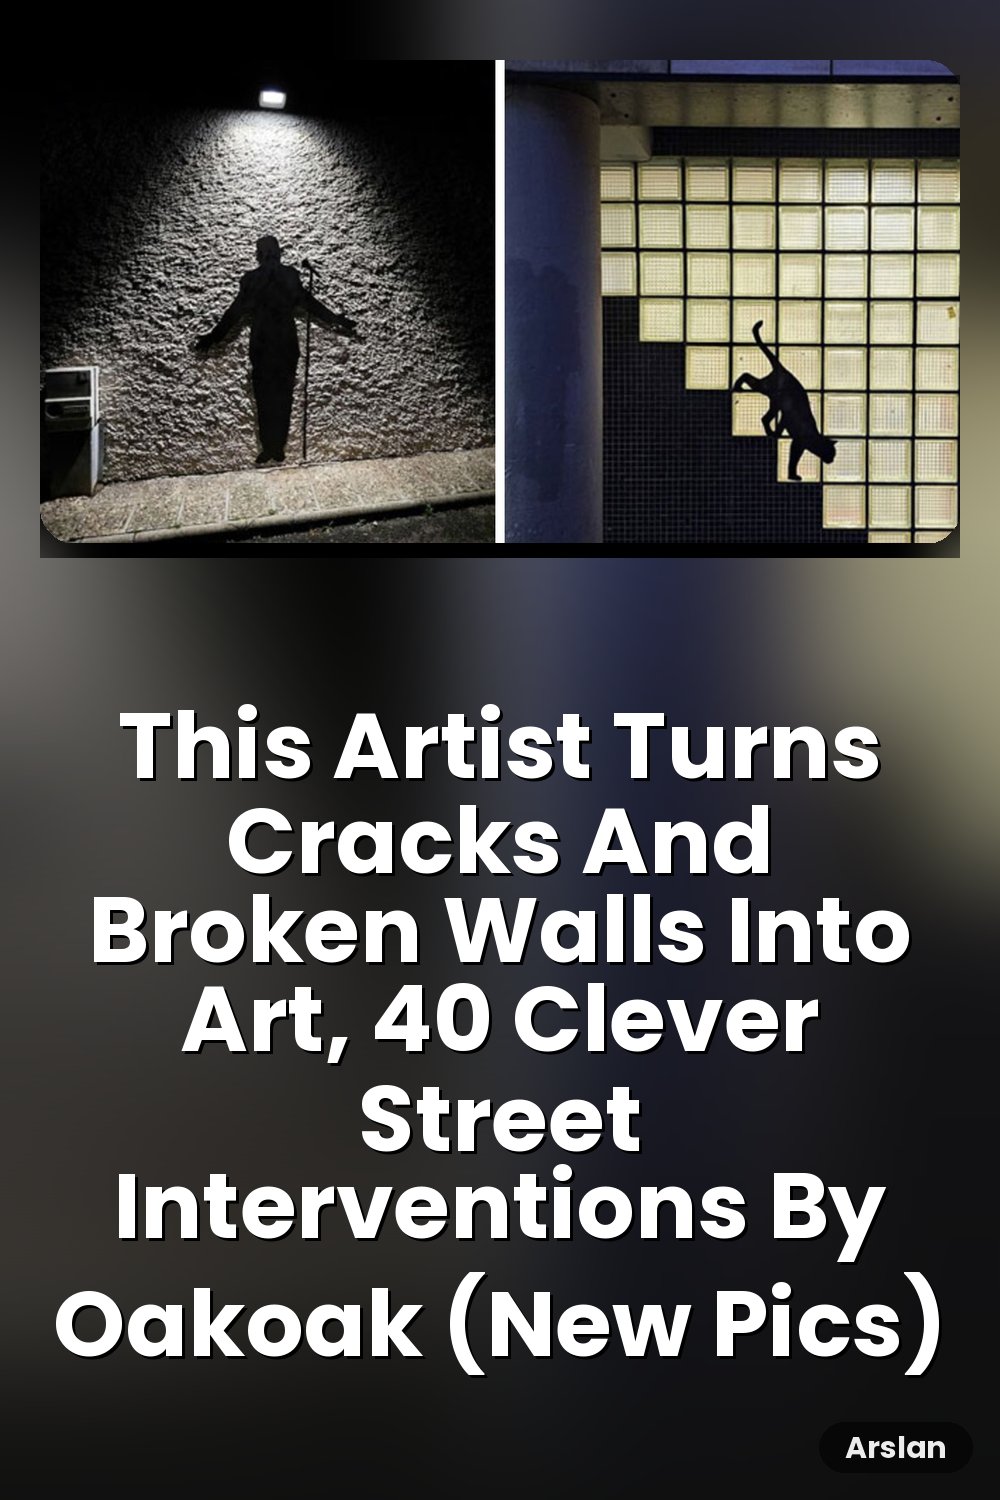 This Artist Turns
Cracks And
Broken Walls Into
Art, 40 Clever
Street
Interventions By
Oakoak (New Pics)
Arslan